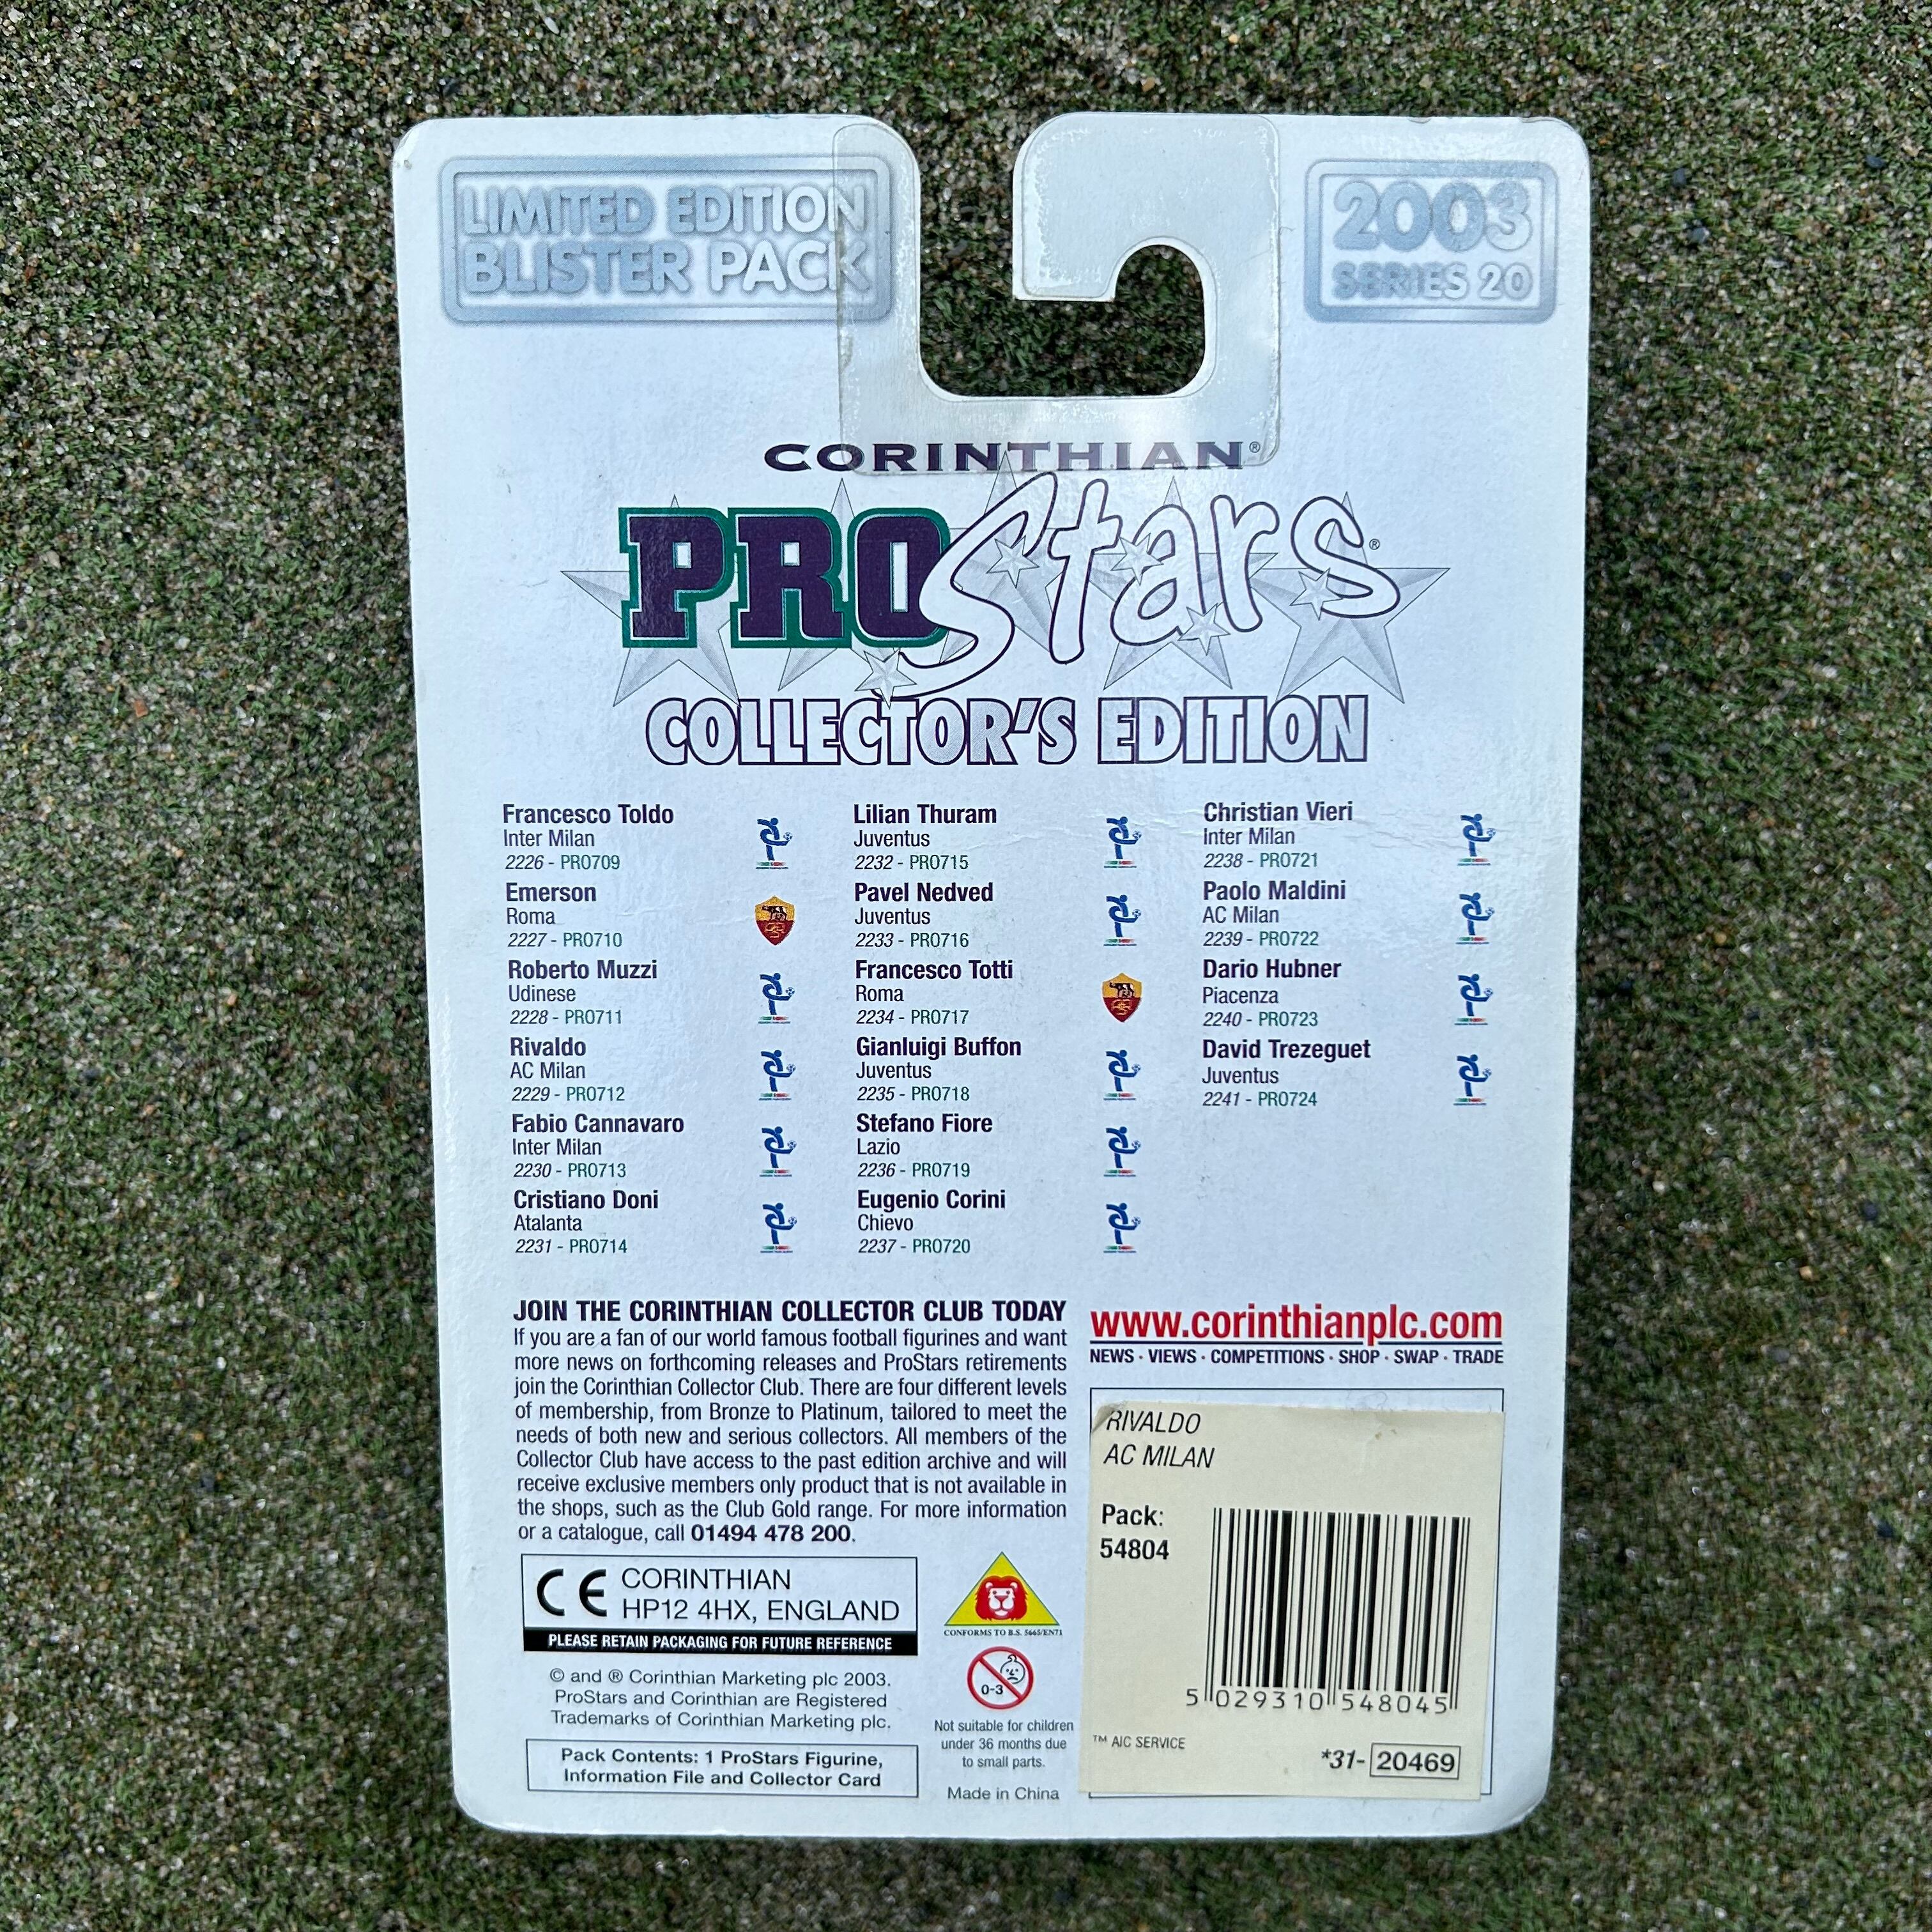 LIMITED EDITION
BLISTER PACK
2003
SERIES 20
CORINTHIAN®
PROStars®
COLLECTOR'S EDITION
Francesco Toldo
Inter Milan
2226 - PRO709
Emerson
Roma
2227 - PRO710
Roberto Muzzi
Udinese
2228 - PRO711
Rivaldo
AC Milan
2229 - PRO712
Fabio Cannavaro
Inter Milan
2230 - PRO713
Cristiano Doni
Atalanta
2231 - PRO714
Lilian Thuram
Juventus
2232 - PRO715
Pavel Nedved
Juventus
2233 - PRO716
Francesco Totti
Roma
2234 - PRO717
Gianluigi Buffon
Juventus
2235 - PRO718
Stefano Fiore
Lazio
2236 - PRO719
Eugenio Corini
Chievo
2237 - PRO720
Christian Vieri
Inter Milan
2238 - PRO721
Paolo Maldini
AC Milan
2239 - PRO722
Dario Hubner
Piacenza
2240 - PRO723
David Trezeguet
Juventus
2241 - PRO724
JOIN THE CORINTHIAN COLLECTOR CLUB TODAY
If you are a fan of our world famous football figurines and want
more news on forthcoming releases and ProStars retirements
join the Corinthian Collector Club. There are four different levels
of membership, from Bronze to Platinum, tailored to meet the
needs of both new and serious collectors. All members of the
Collector Club have access to the past edition archive and will
receive exclusive members only product that is not available in
the shops, such as the Club Gold range. For more information
or a catalogue, call 01494 478 200.
www.corinthianplc.com
NEWS · VIEWS · COMPETITIONS · SHOP · SWAP · TRADE
RIVALDO
AC MILAN
Pack:
54804
5 029310 548045
™ AIC SERVICE
*31- 20469
CE CORINTHIAN
HP12 4HX, ENGLAND
PLEASE RETAIN PACKAGING FOR FUTURE REFERENCE
© and ® Corinthian Marketing plc 2003.
ProStars and Corinthian are Registered
Trademarks of Corinthian Marketing plc.
Pack Contents: 1 ProStars Figurine,
Information File and Collector Card
CONFORMS TO B.S. 5665/EN71
0-3
Not suitable for children
under 36 months due
to small parts.
Made in China